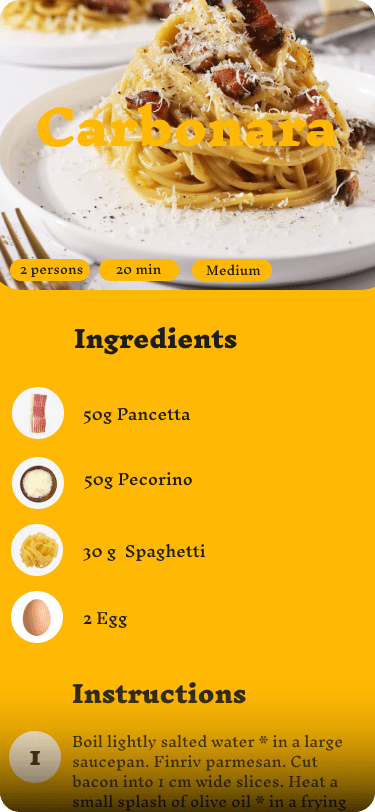 Carbonara
2 persons 20 min Medium
Ingredients
50g Pancetta
50g Pecorino
30 g Spaghetti
2 Egg
Instructions
1
Boil lightly salted water * in a large
saucepan. Finriv parmesan. Cut
bacon into 1 cm wide slices. Heat a
small splash of olive oil * in a frying